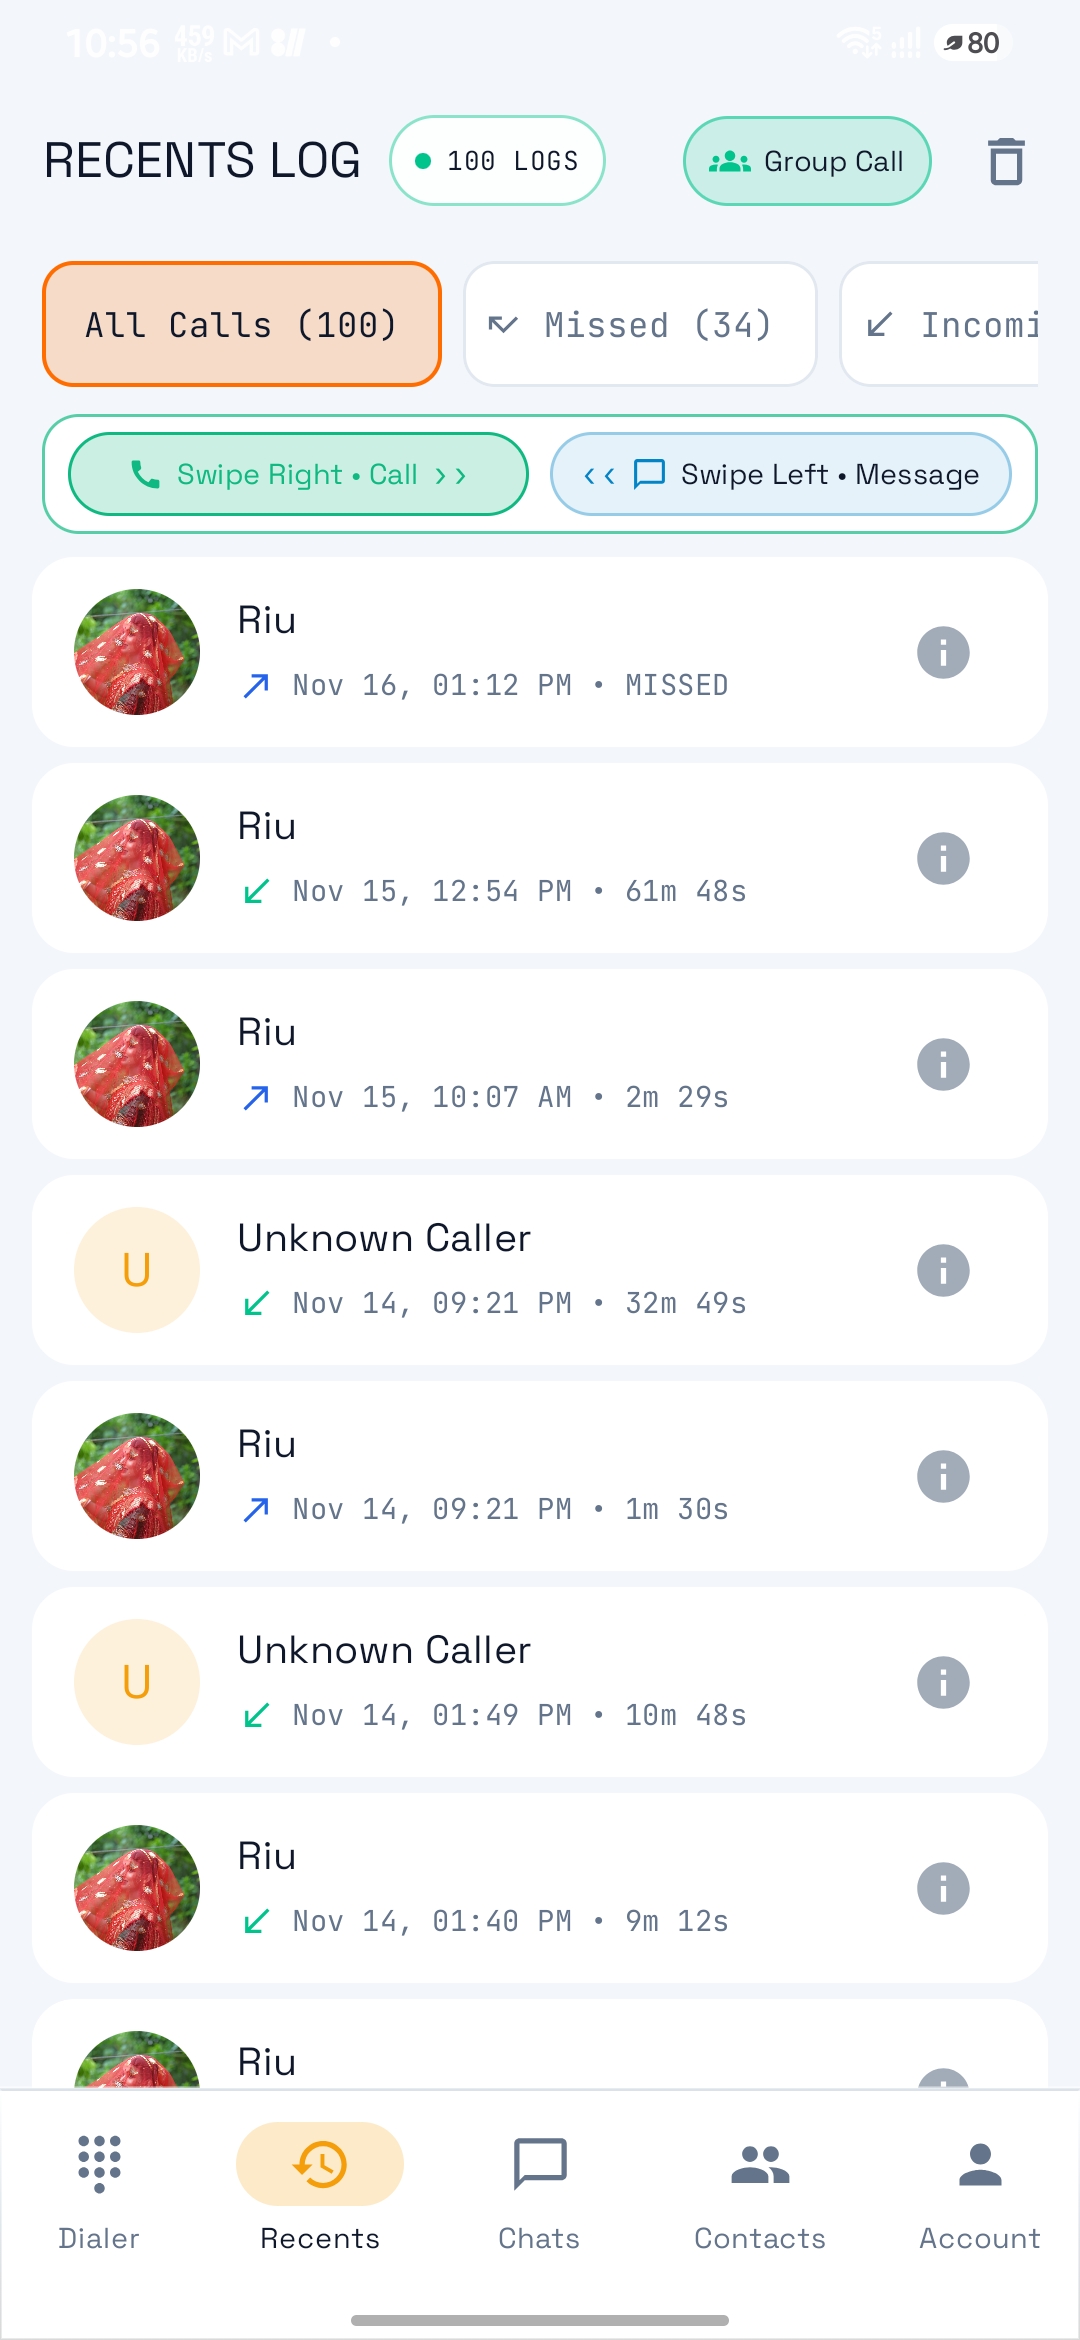 10:56 459 KB/s 5 80
RECENTS LOG 100 LOGS Group Call
All Calls (100) Missed (34) Incomi
Swipe Right • Call ›› ‹‹ Swipe Left • Message
Riu
Nov 16, 01:12 PM • MISSED
Riu
Nov 15, 12:54 PM • 61m 48s
Riu
Nov 15, 10:07 AM • 2m 29s
U
Unknown Caller
Nov 14, 09:21 PM • 32m 49s
Riu
Nov 14, 09:21 PM • 1m 30s
U
Unknown Caller
Nov 14, 01:49 PM • 10m 48s
Riu
Nov 14, 01:40 PM • 9m 12s
Riu
Dialer Recents Chats Contacts Account